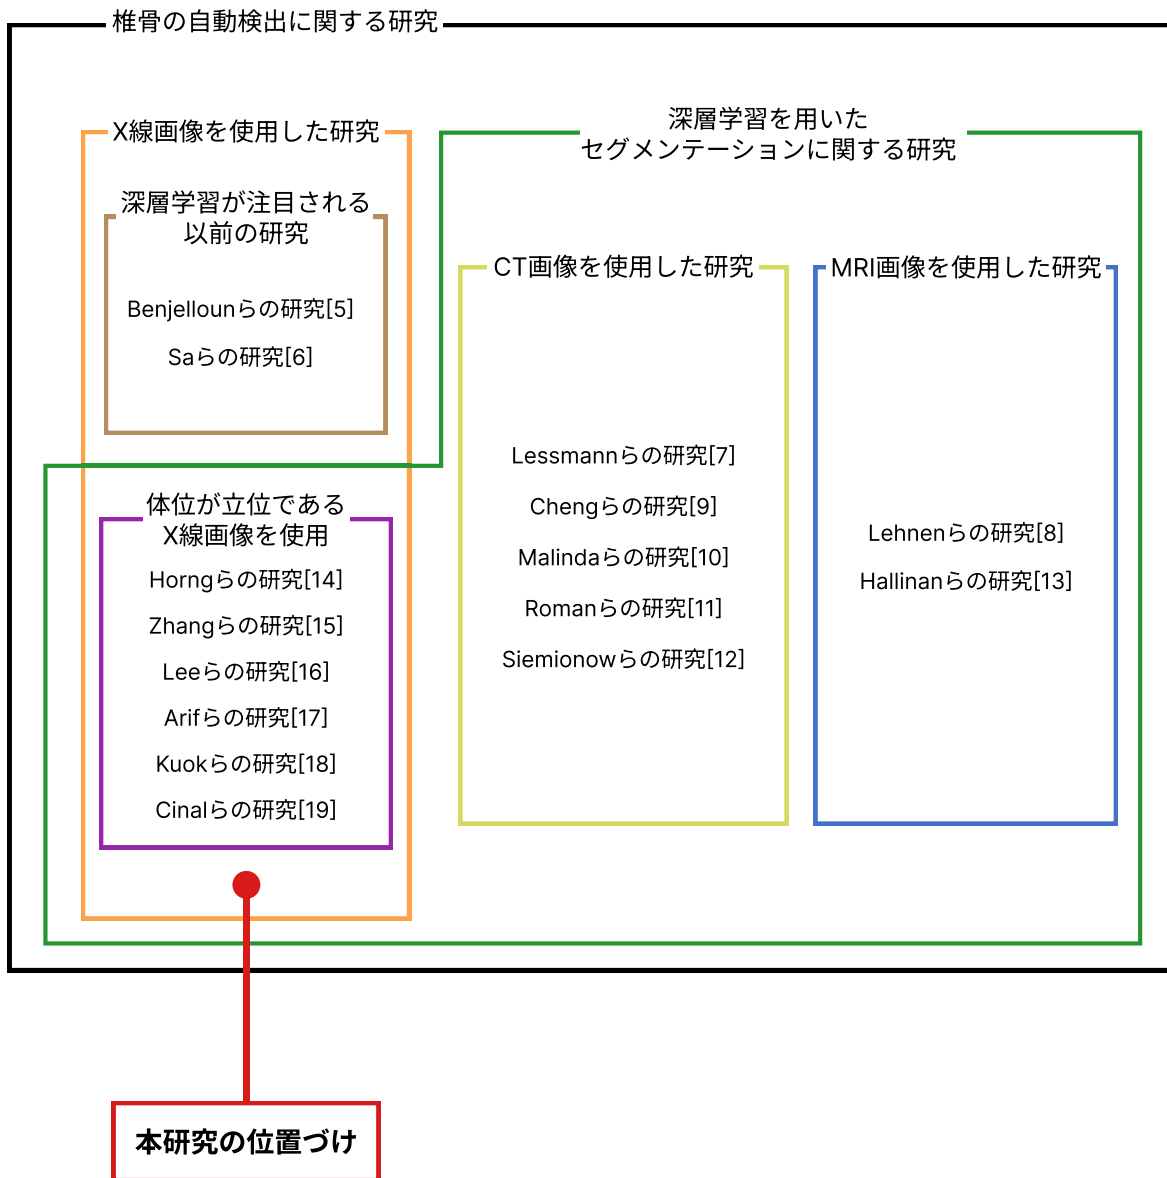 椎骨の自動検出に関する研究
X線画像を使用した研究
深層学習が注目される
以前の研究
Benjellounらの研究[5]
Saらの研究[6]
体位が立位である
X線画像を使用
Horngらの研究[14]
Zhangらの研究[15]
Leeらの研究[16]
Arifらの研究[17]
Kuokらの研究[18]
Cinalらの研究[19]
深層学習を用いた
セグメンテーションに関する研究
CT画像を使用した研究
Lessmannらの研究[7]
Chengらの研究[9]
Malindaらの研究[10]
Romanらの研究[11]
Siemionowらの研究[12]
MRI画像を使用した研究
Lehnenらの研究[8]
Hallinanらの研究[13]
本研究の位置づけ